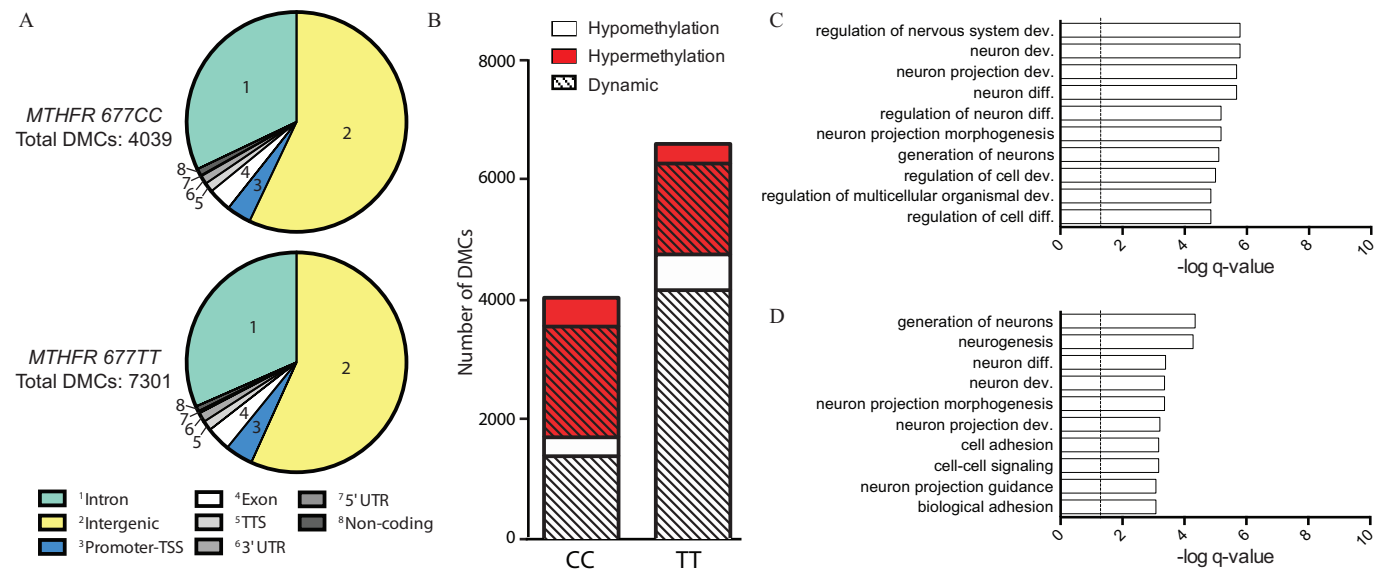 A
MTHFR 677CC
Total DMCs: 4039
1
2
3
4
5
6
7
8
MTHFR 677TT
Total DMCs: 7301
1
2
3
4
5
6
7
8
1Intron
2Intergenic
3Promoter-TSS
4Exon
5TTS
63' UTR
75' UTR
8Non-coding
B
Hypomethylation
Hypermethylation
Dynamic
Number of DMCs
8000
6000
4000
2000
0
CC
TT
C
regulation of nervous system dev.
neuron dev.
neuron projection dev.
neuron diff.
regulation of neuron diff.
neuron projection morphogenesis
generation of neurons
regulation of cell dev.
regulation of multicellular organismal dev.
regulation of cell diff.
0 2 4 6 8 10
-log q-value
D
generation of neurons
neurogenesis
neuron diff.
neuron dev.
neuron projection morphogenesis
neuron projection dev.
cell adhesion
cell-cell signaling
neuron projection guidance
biological adhesion
0 2 4 6 8 10
-log q-value